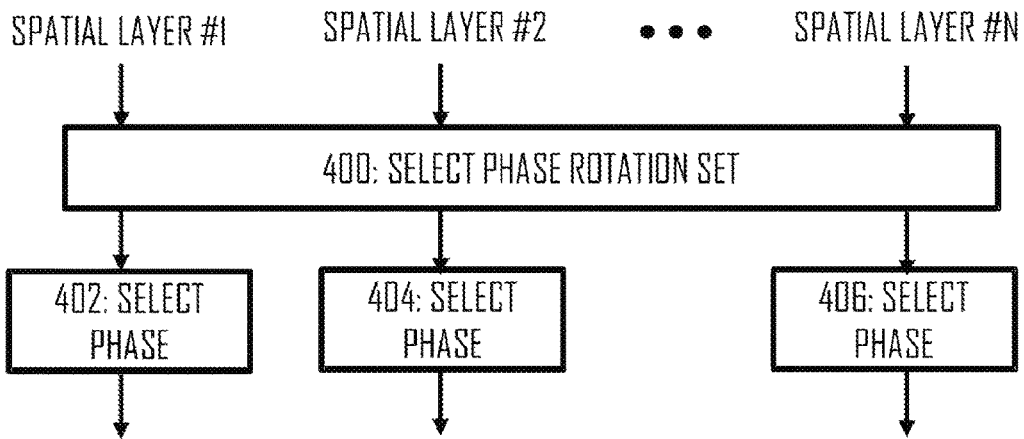 SPATIAL LAYER #1
SPATIAL LAYER #2
SPATIAL LAYER #N
400: SELECT PHASE ROTATION SET
402: SELECT
PHASE
404: SELECT
PHASE
406: SELECT
PHASE